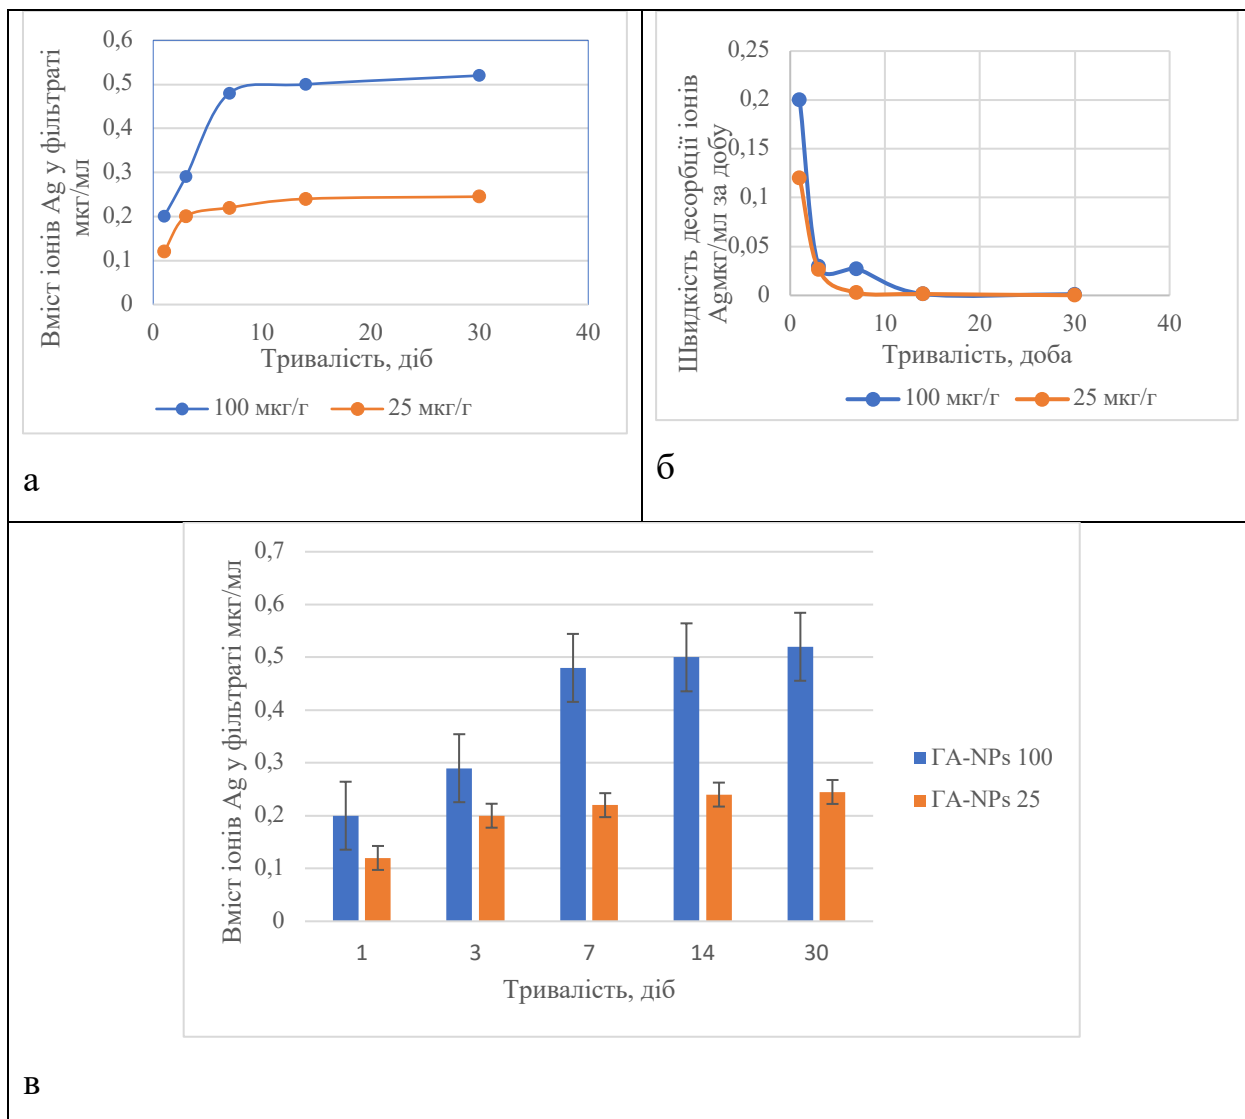 Вміст іонів Ag у фільтраті
мкг/мл
0,6
0,5
0,4
0,3
0,2
0,1
0
0
10
20
30
40
Тривалість, діб
100 мкг/г
25 мкг/г
а
Швидкість десорбції іонів
Agмкг/мл за добу
0,25
0,2
0,15
0,1
0,05
0
0
10
20
30
40
Тривалість, доба
100 мкг/г
25 мкг/г
б
Вміст іонів Ag у фільтраті мкг/мл
0,7
0,6
0,5
0,4
0,3
0,2
0,1
0
1
3
7
14
30
Тривалість, діб
ГА-NPs 100
ГА-NPs 25
в